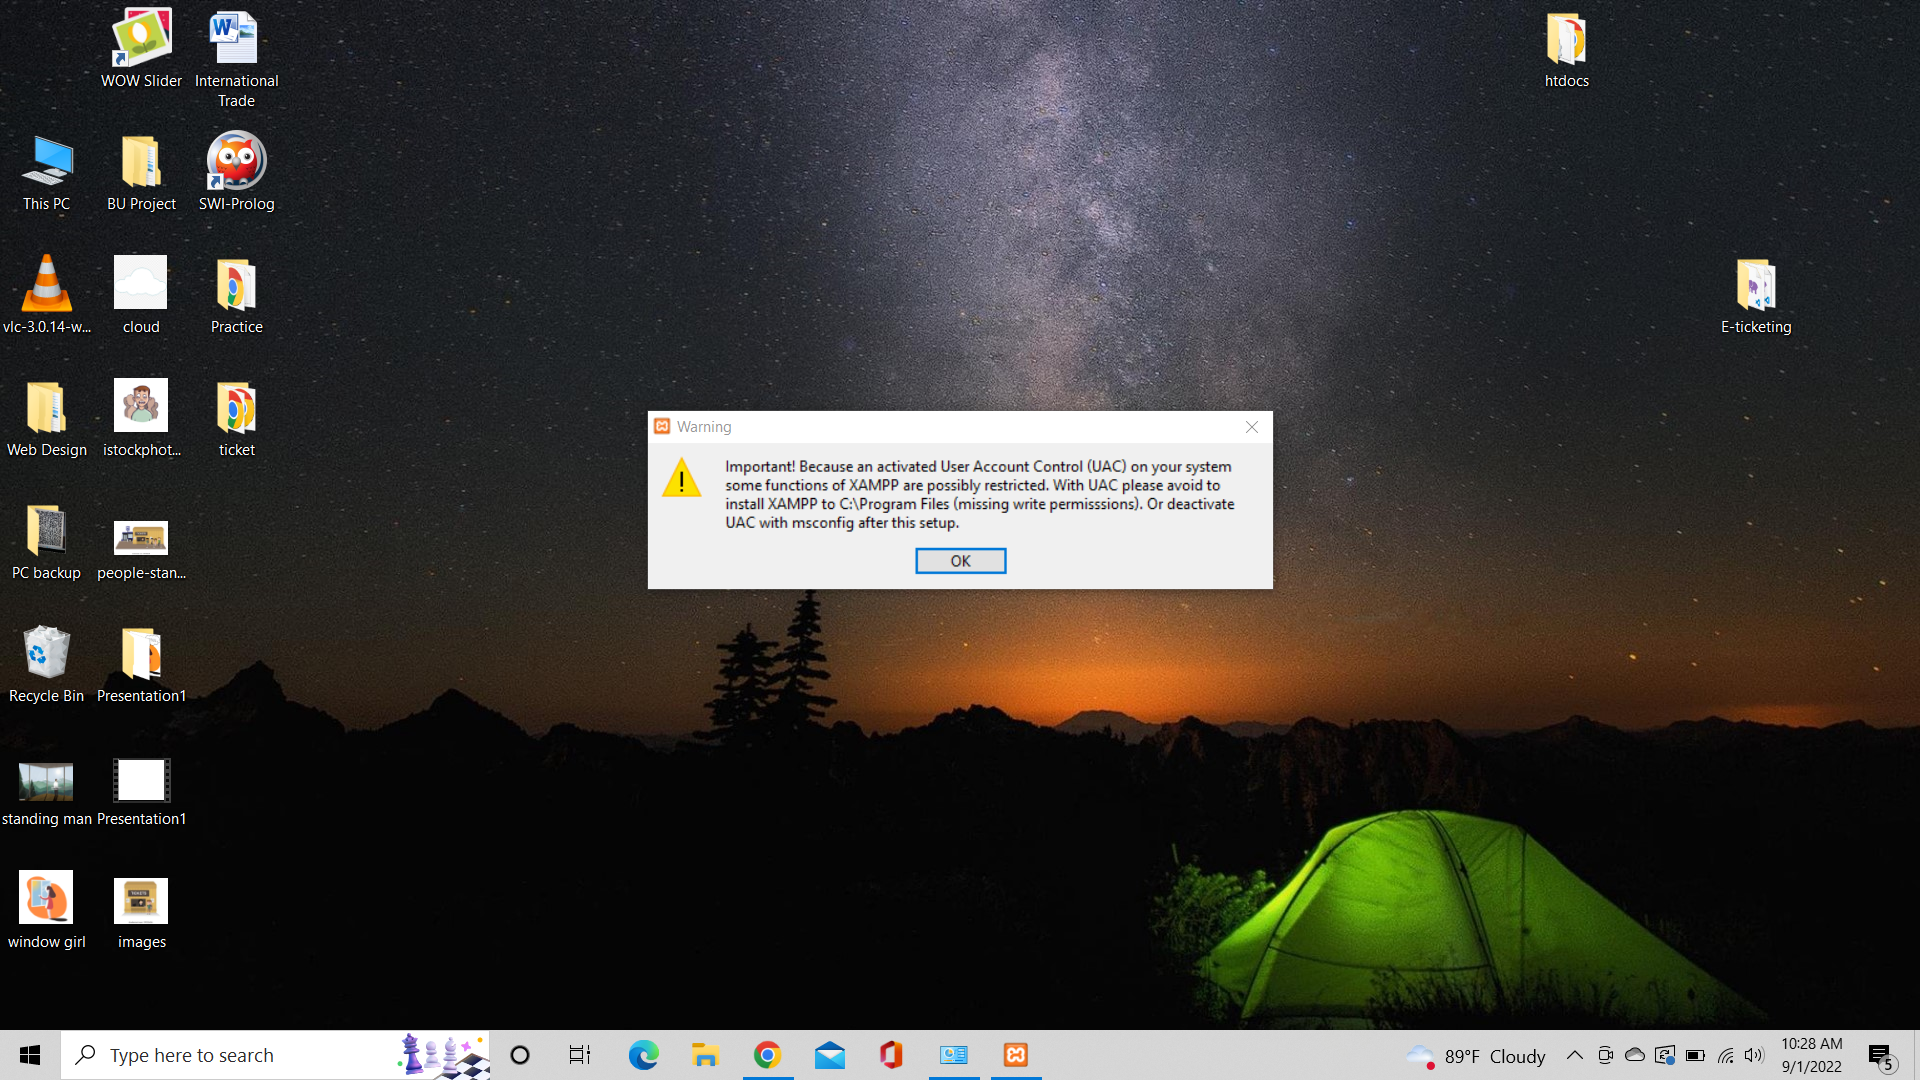 WOW Slider
International
Trade
htdocs
This PC
BU Project
SWI-Prolog
vlc-3.0.14-w...
cloud
Practice
E-ticketing
Web Design
istockphot...
ticket
Warning
Important! Because an activated User Account Control (UAC) on your system
some functions of XAMPP are possibly restricted. With UAC please avoid to
install XAMPP to C:\Program Files (missing write permisssions). Or deactivate
UAC with msconfig after this setup.
OK
PC backup
people-stan...
Recycle Bin
Presentation1
standing man
Presentation1
window girl
images
Type here to search
89°F Cloudy
10:28 AM
9/1/2022
5